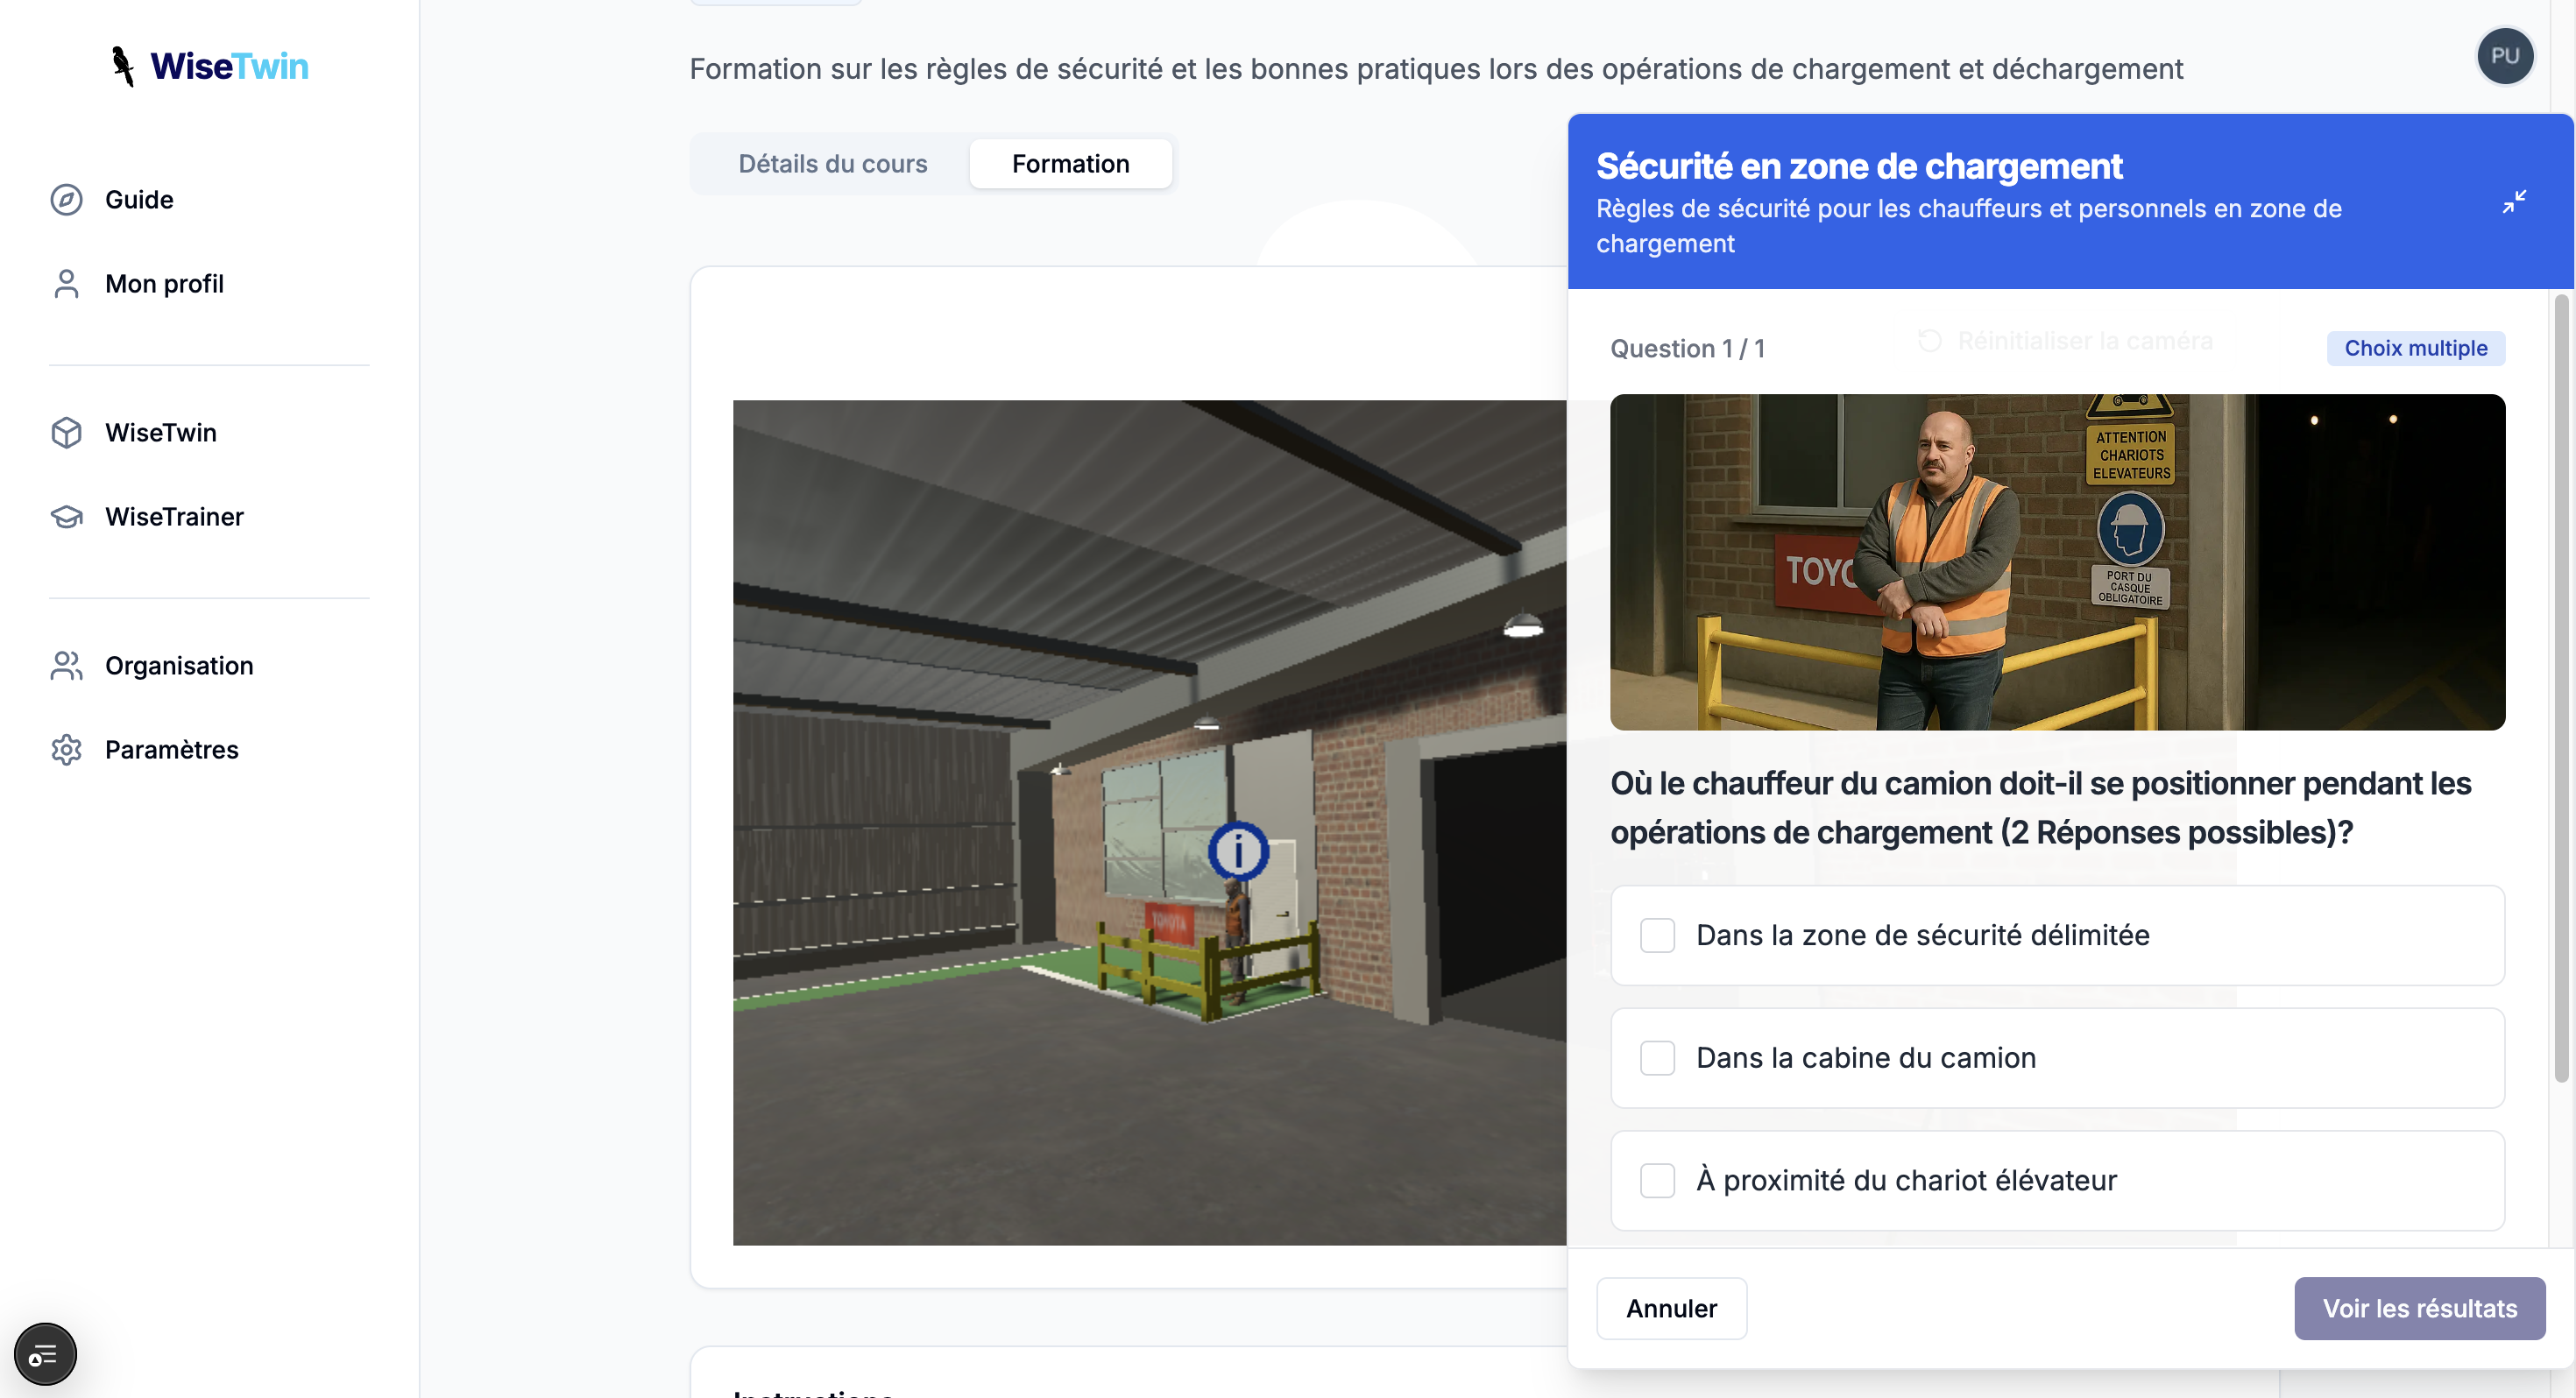 WiseTwin
Guide
Mon profil
WiseTwin
WiseTrainer
Organisation
Paramètres
Formation sur les règles de sécurité et les bonnes pratiques lors des opérations de chargement et déchargement
PU
Détails du cours
Formation
TOYOTA
Sécurité en zone de chargement
Règles de sécurité pour les chauffeurs et personnels en zone de
chargement
Question 1 / 1
Réinitialiser la caméra
Choix multiple
ATTENTION
CHARIOTS
ELEVATEURS
TOYO
PORT DU
CASQUE
OBLIGATOIRE
Où le chauffeur du camion doit-il se positionner pendant les
opérations de chargement (2 Réponses possibles)?
Dans la zone de sécurité délimitée
Dans la cabine du camion
À proximité du chariot élévateur
Annuler
Voir les résultats